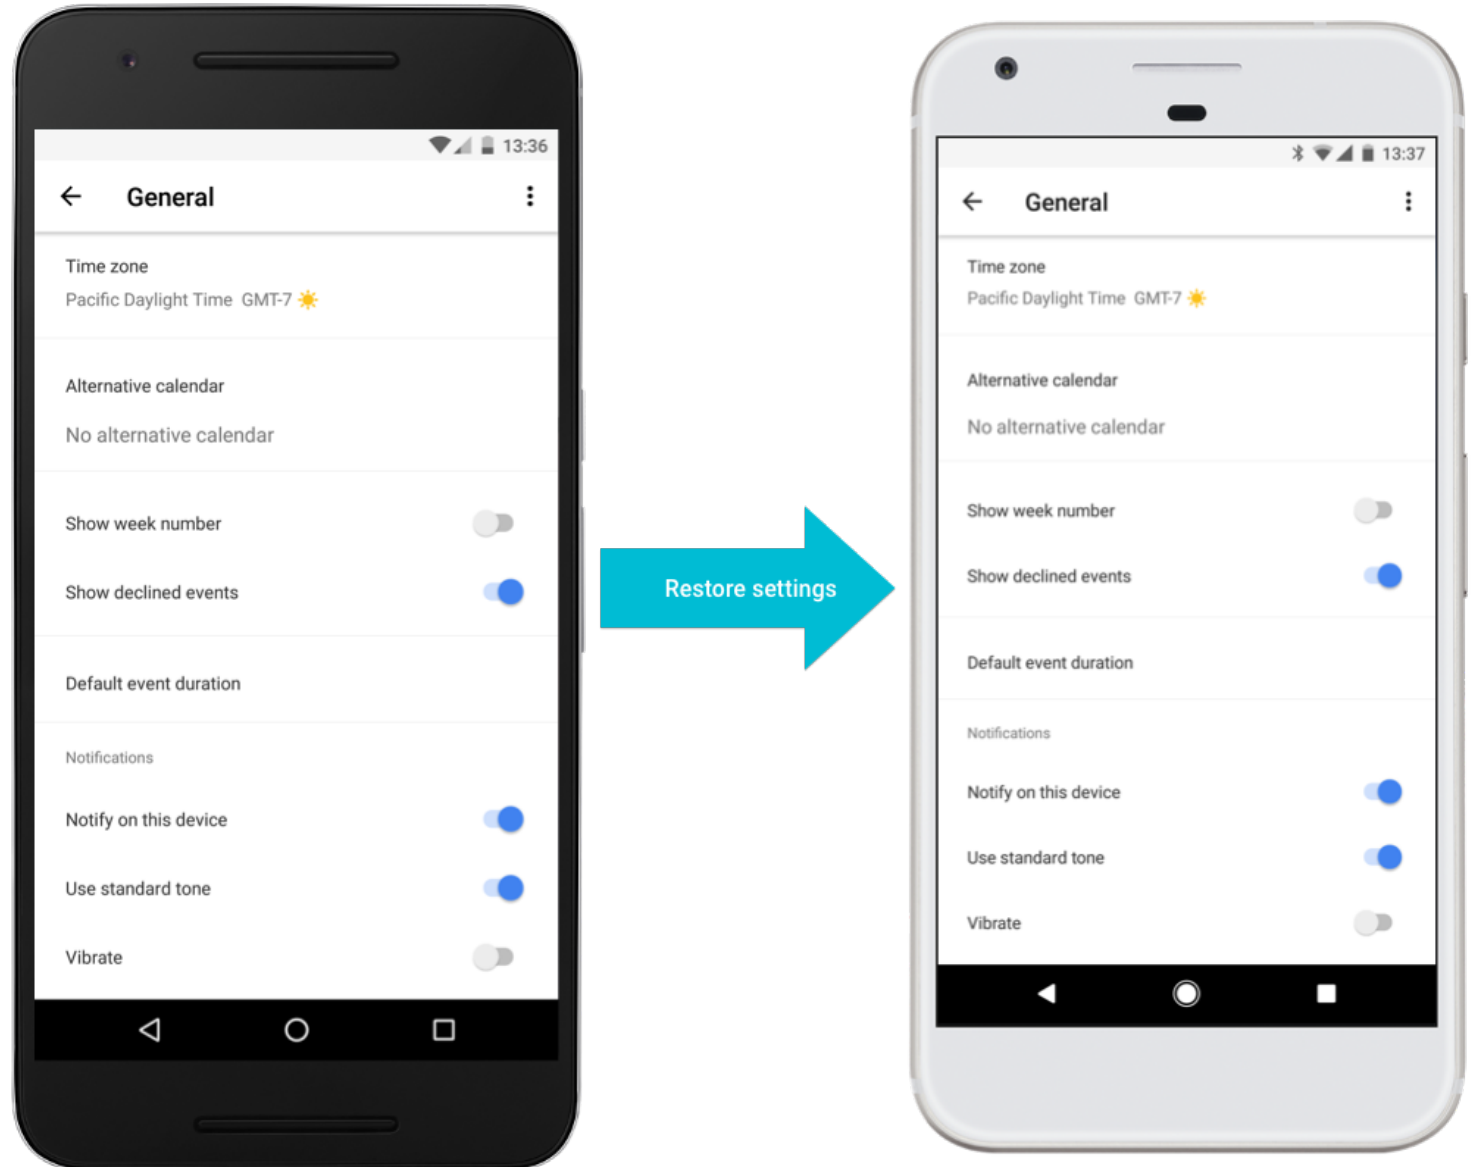 13:36
General
Time zone
Pacific Daylight Time GMT-7
Alternative calendar
No alternative calendar
Show week number
Show declined events
Default event duration
Notifications
Notify on this device
Use standard tone
Vibrate
Restore settings
13:37
General
Time zone
Pacific Daylight Time GMT-7
Alternative calendar
No alternative calendar
Show week number
Show declined events
Default event duration
Notifications
Notify on this device
Use standard tone
Vibrate